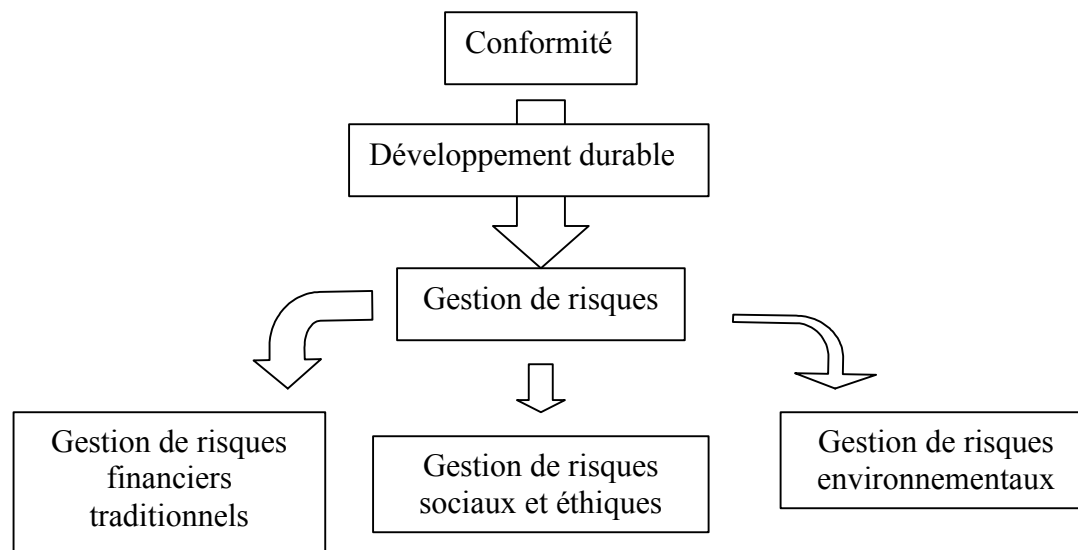 Conformité
Développement durable
Gestion de risques
Gestion de risques
financiers
traditionnels
Gestion de risques
sociaux et éthiques
Gestion de risques
environnementaux